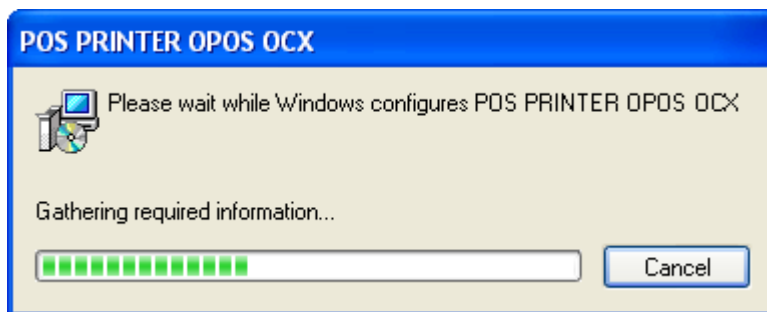 POS PRINTER OPOS OCX
Please wait while Windows configures POS PRINTER OPOS OCX
Gathering required information...
Cancel